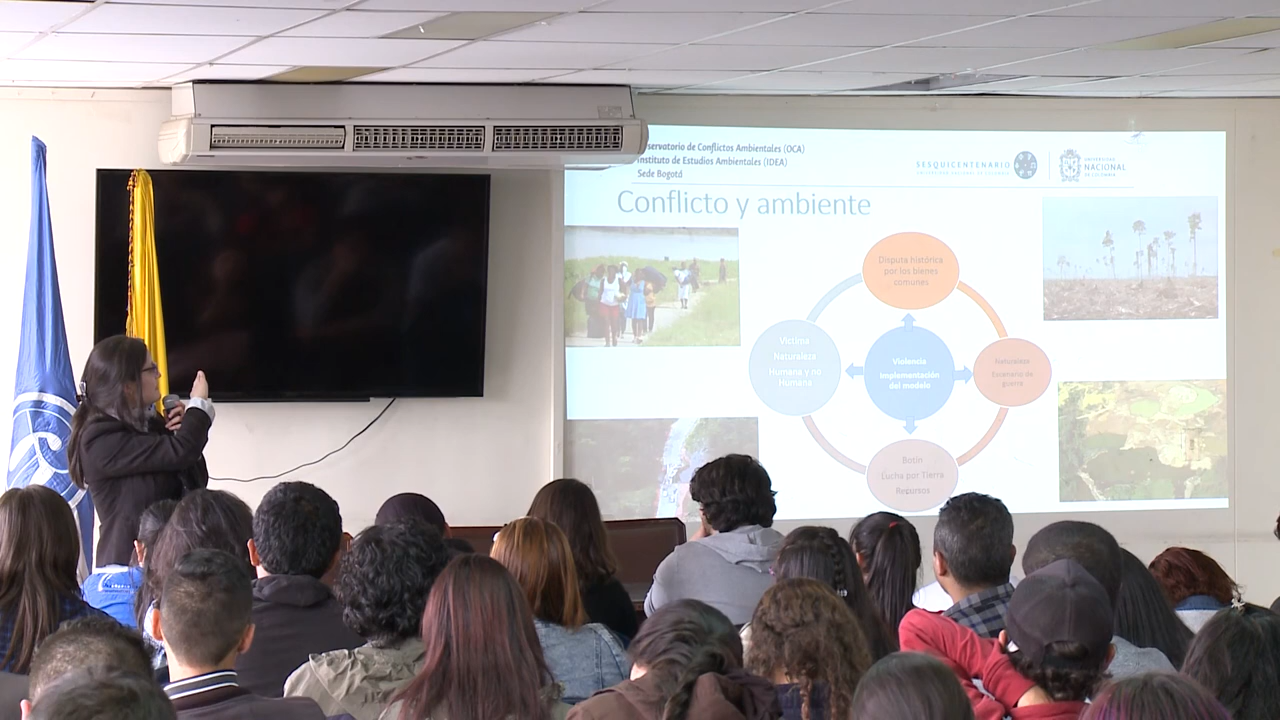 servatorio de Conflictos Ambientales (OCA)
Instituto de Estudios Ambientales (IDEA)
Sede Bogotá
SESQUICENTENARIO
UNIVERSIDAD
NACIONAL
DE COLOMBIA
Conflicto y ambiente
Disputa histórica
por los bienes
comunes
Víctima
Naturaleza
Humana y no
Humana
Violencia
Implementación
del modelo
Naturaleza
Escenario de
guerra
Botín
Lucha por Tierra
Recursos